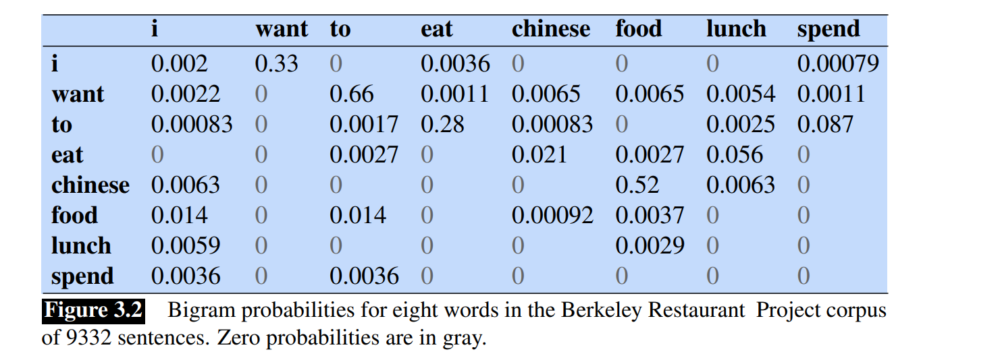 i want to eat chinese food lunch spend
i 0.002 0.33 0 0.0036 0 0 0 0.00079
want 0.0022 0 0.66 0.0011 0.0065 0.0065 0.0054 0.0011
to 0.00083 0 0.0017 0.28 0.00083 0 0.0025 0.087
eat 0 0 0.0027 0 0.021 0.0027 0.056 0
chinese 0.0063 0 0 0 0 0.52 0.0063 0
food 0.014 0 0.014 0 0.00092 0.0037 0 0
lunch 0.0059 0 0 0 0 0.0029 0 0
spend 0.0036 0 0.0036 0 0 0 0 0
Figure 3.2 Bigram probabilities for eight words in the Berkeley Restaurant Project corpus
of 9332 sentences. Zero probabilities are in gray.